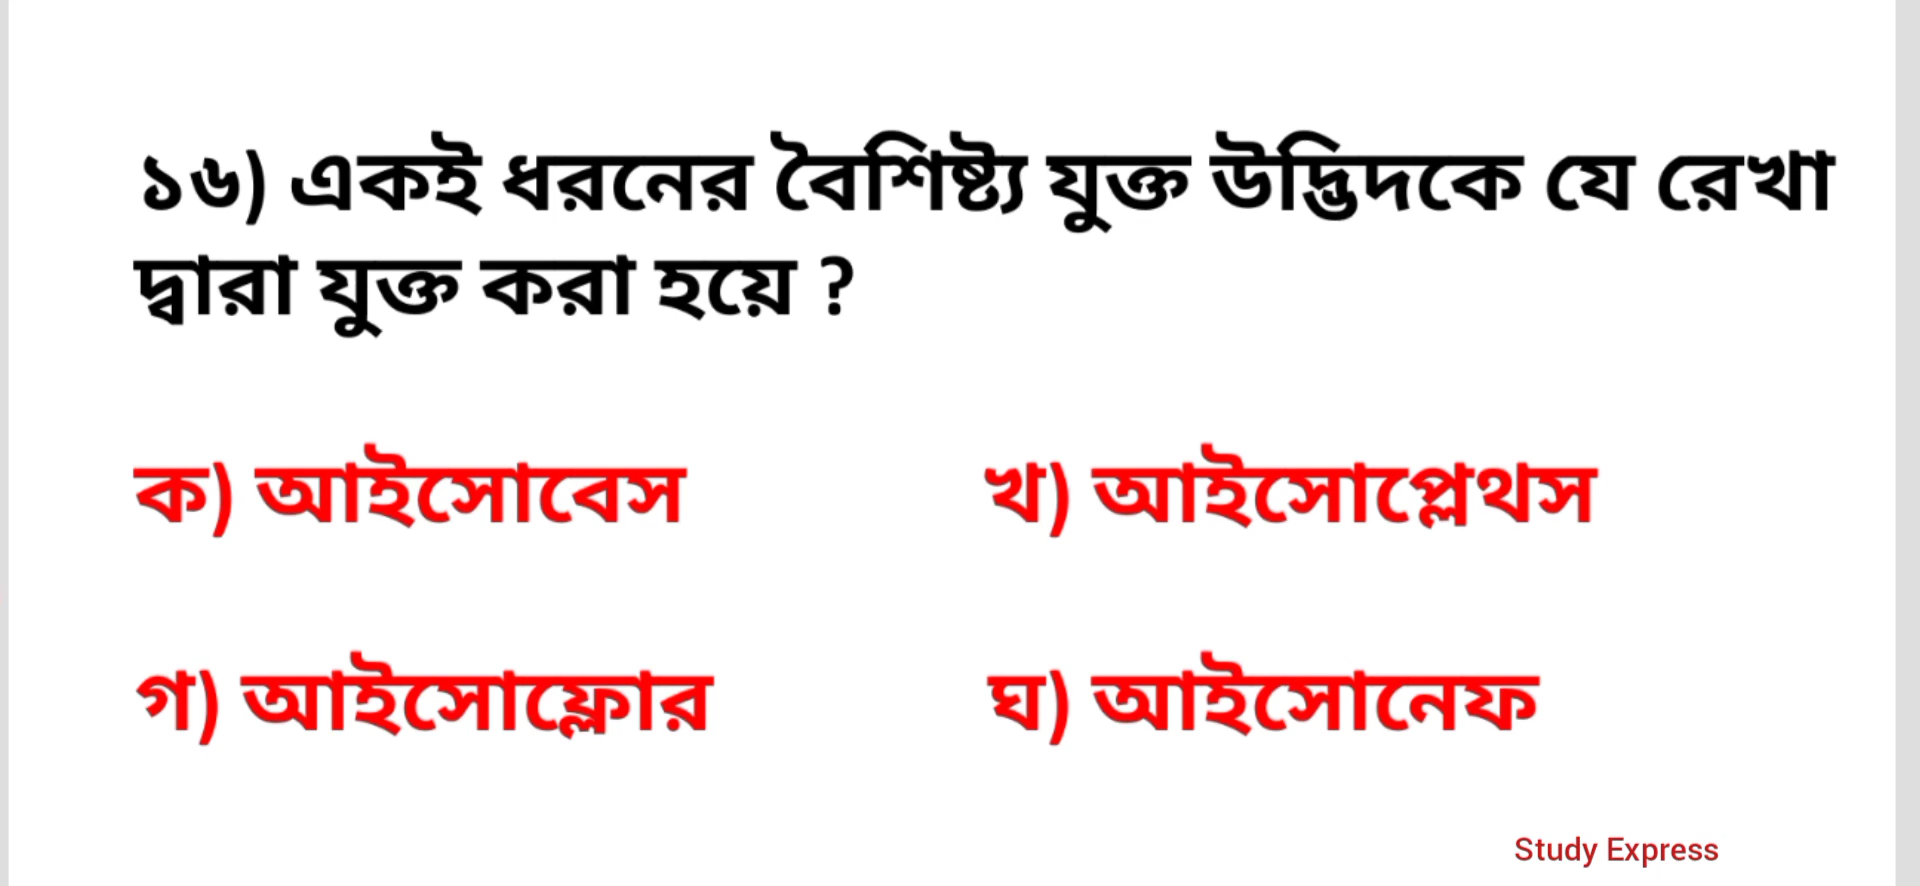 ১৬) একই ধরনের বৈশিষ্ট্য যুক্ত উদ্ভিদকে যে রেখা
দ্বারা যুক্ত করা হয়ে ?
ক) আইসোবেস খ) আইসোপ্লেথস
গ) আইসোফ্লোর ঘ) আইসোনেফ
Study Express